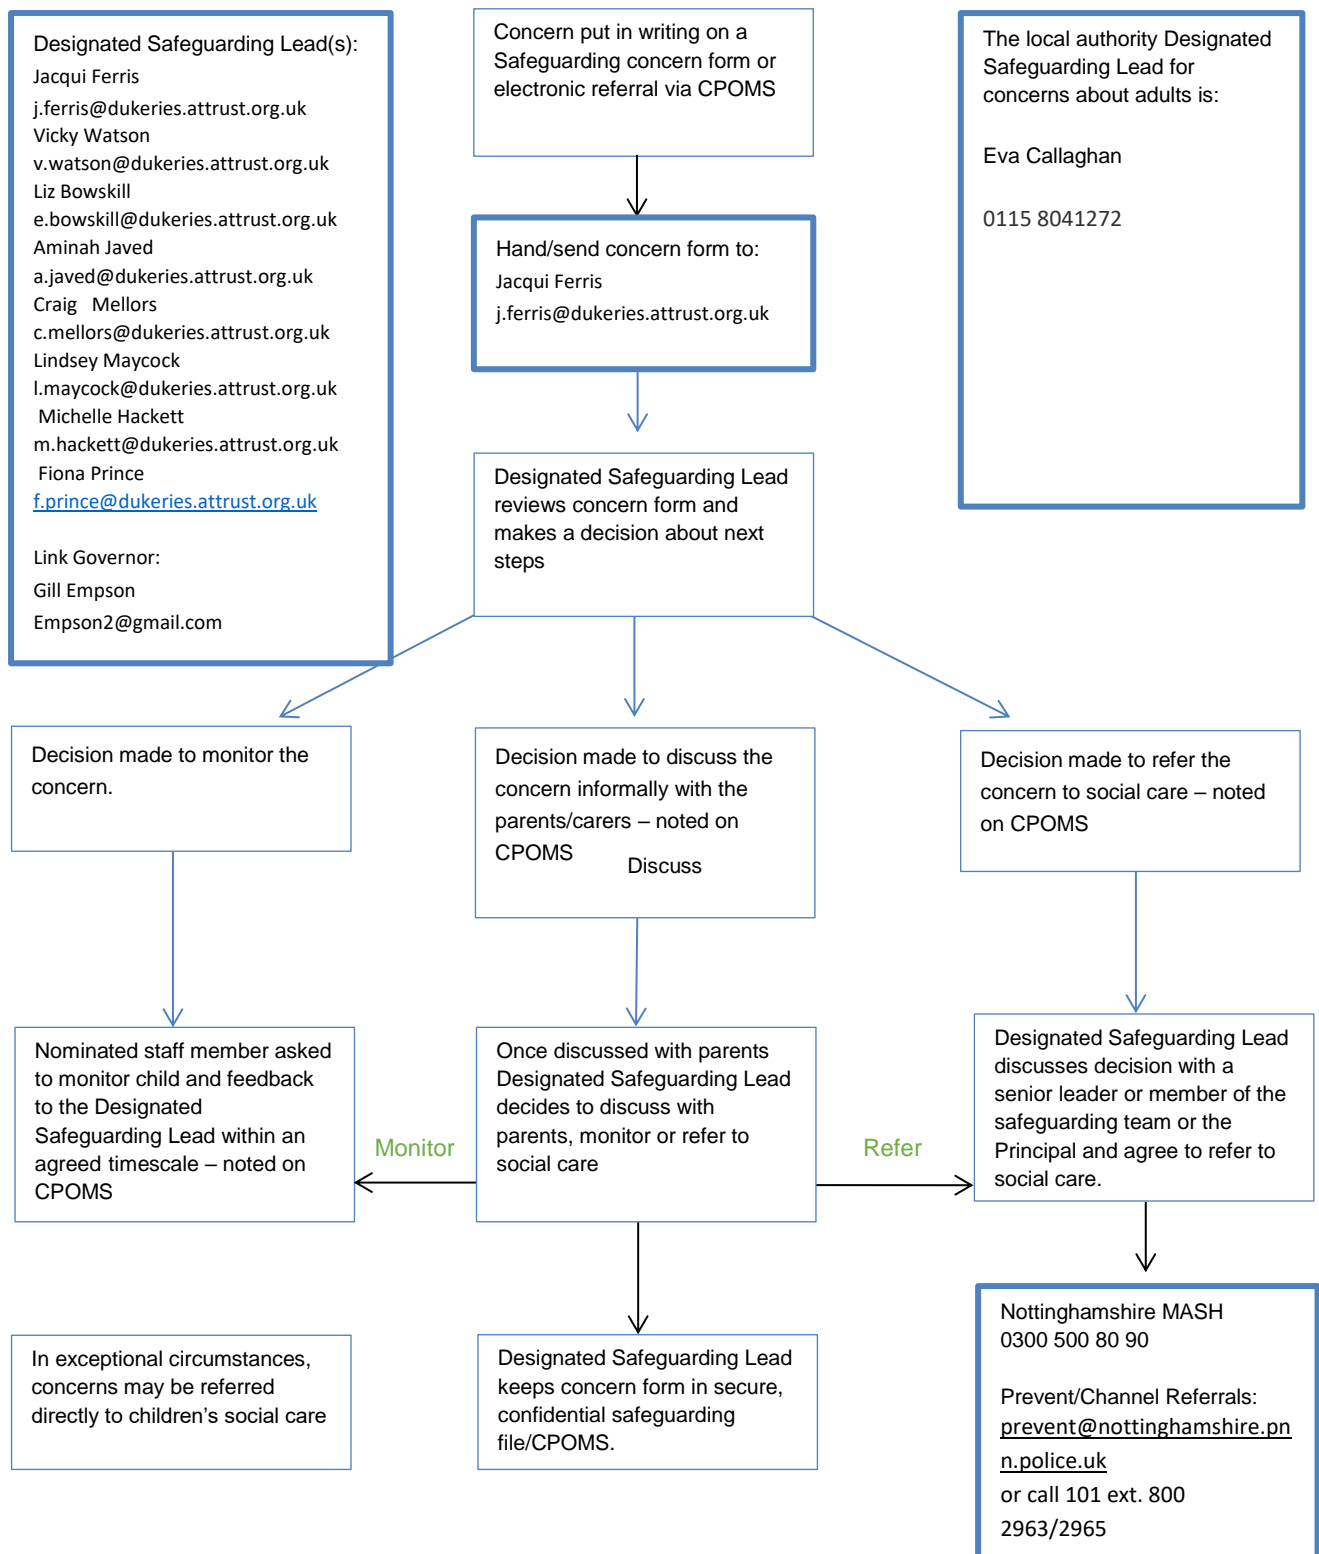 Designated Safeguarding Lead(s):
Jacqui Ferris
j.ferris@dukeries.attrust.org.uk
Vicky Watson
v.watson@dukeries.attrust.org.uk
Liz Bowskill
e.bowskill@dukeries.attrust.org.uk
Aminah Javed
a.javed@dukeries.attrust.org.uk
Craig Mellors
c.mellors@dukeries.attrust.org.uk
Lindsey Maycock
l.maycock@dukeries.attrust.org.uk
Michelle Hackett
m.hackett@dukeries.attrust.org.uk
Fiona Prince
f.prince@dukeries.attrust.org.uk
Link Governor:
Gill Empson
Empson2@gmail.com
Concern put in writing on a
Safeguarding concern form or
electronic referral via CPOMS
The local authority Designated
Safeguarding Lead for
concerns about adults is:
Eva Callaghan
0115 8041272
Hand/send concern form to:
Jacqui Ferris
j.ferris@dukeries.attrust.org.uk
Designated Safeguarding Lead
reviews concern form and
makes a decision about next
steps
Decision made to monitor the
concern.
Decision made to discuss the
concern informally with the
parents/carers – noted on
CPOMS
Discuss
Decision made to refer the
concern to social care – noted
on CPOMS
Nominated staff member asked
to monitor child and feedback
to the Designated
Safeguarding Lead within an
agreed timescale – noted on
CPOMS
Monitor
Once discussed with parents
Designated Safeguarding Lead
decides to discuss with
parents, monitor or refer to
social care
Refer
Designated Safeguarding Lead
discusses decision with a
senior leader or member of the
safeguarding team or the
Principal and agree to refer to
social care.
In exceptional circumstances,
concerns may be referred
directly to children's social care
Designated Safeguarding Lead
keeps concern form in secure,
confidential safeguarding
file/CPOMS.
Nottinghamshire MASH
0300 500 80 90
Prevent/Channel Referrals:
prevent@nottinghamshire.pn
n.police.uk
or call 101 ext. 800
2963/2965